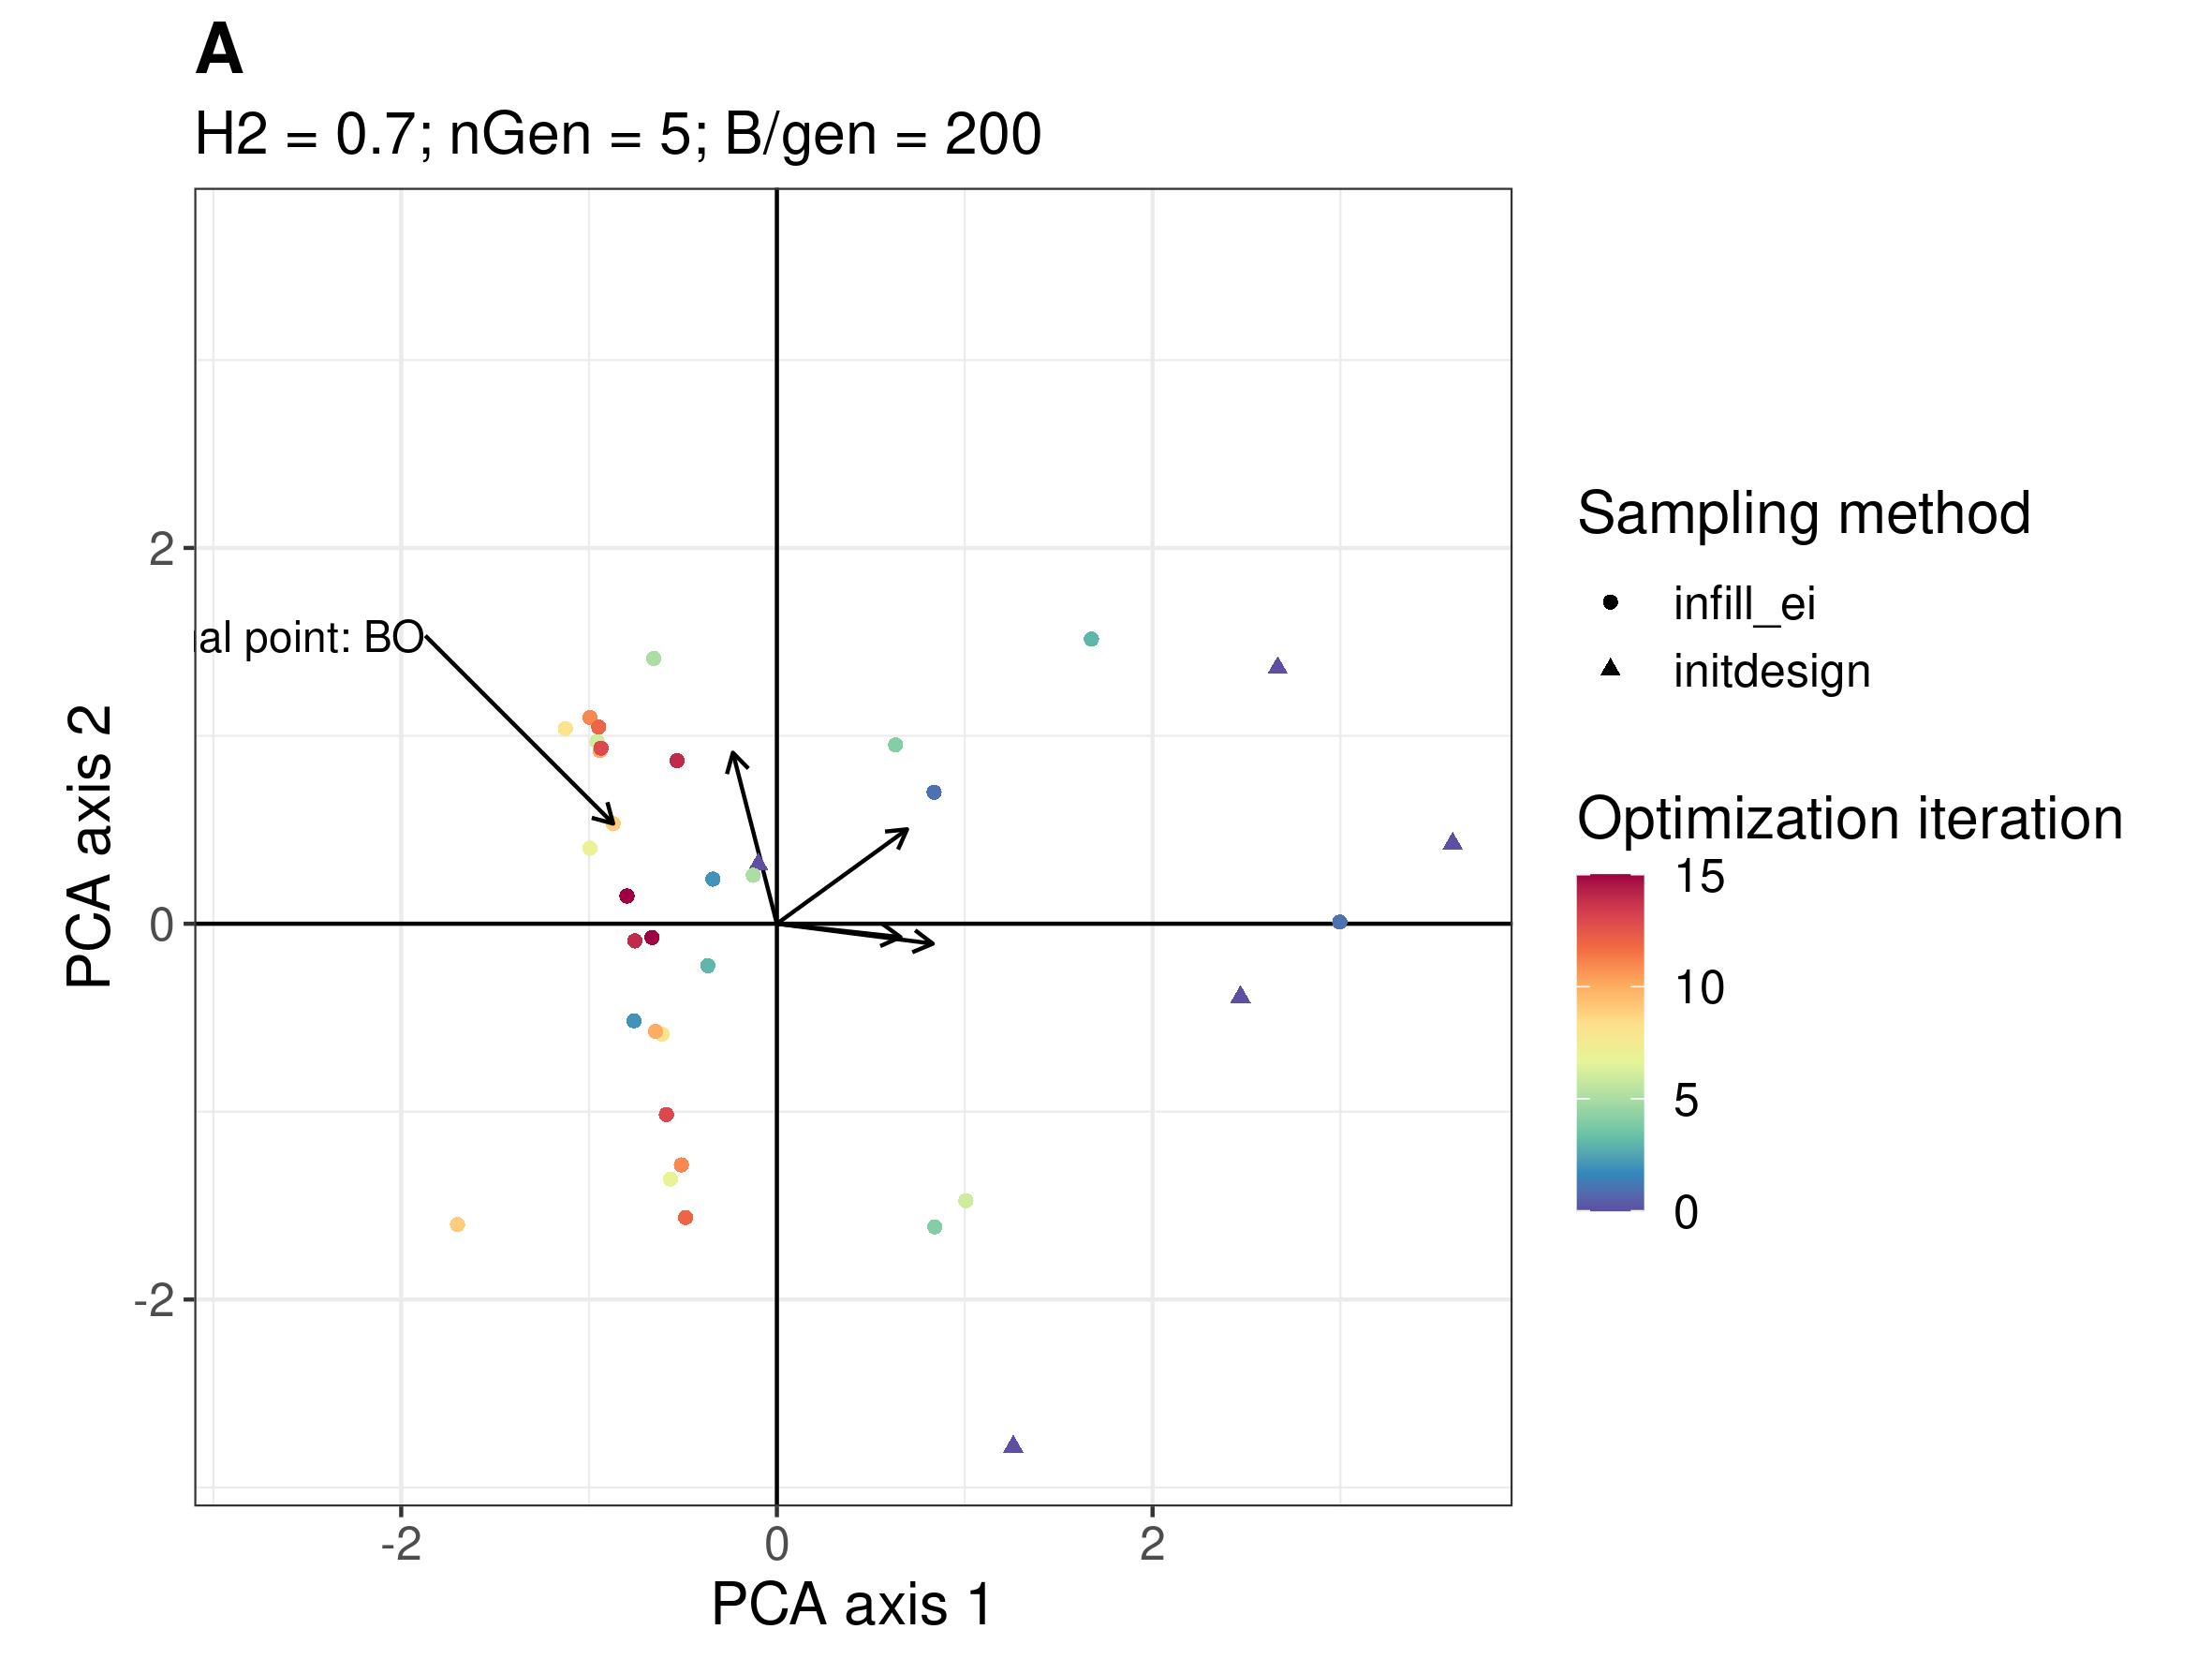 A
H2 = 0.7; nGen = 5; B/gen = 200
PCA axis 2
2
0
-2
al point: BO
-2
0
2
PCA axis 1
Sampling method
infill_ei
initdesign
Optimization iteration
15
10
5
0